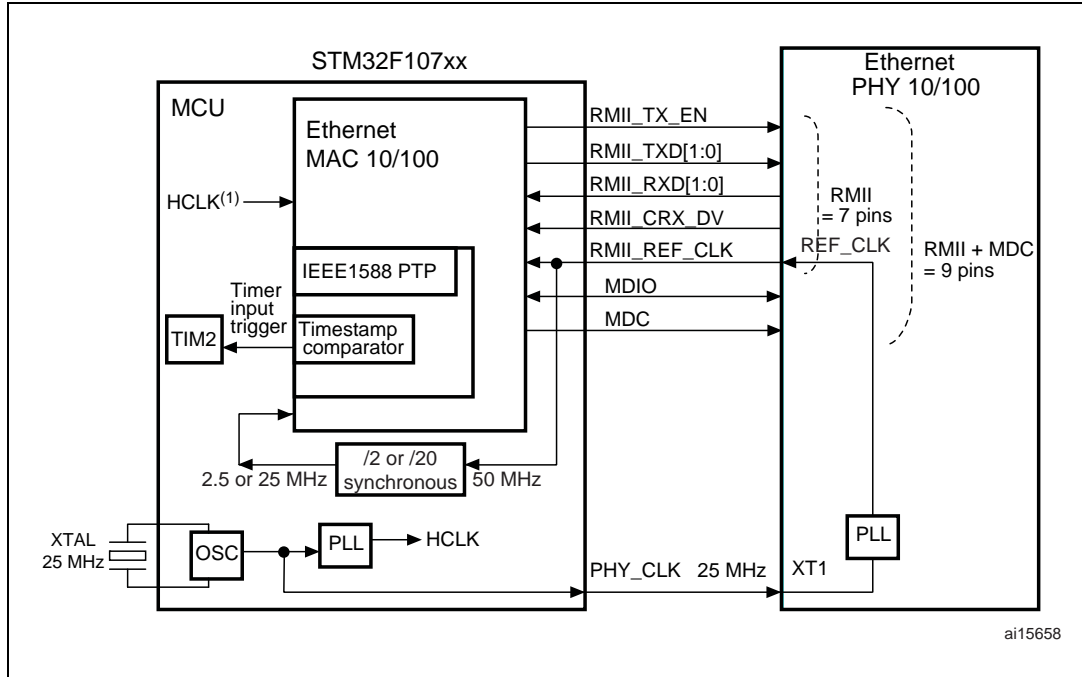 STM32F107xx
MCU
Ethernet
MAC 10/100
HCLK(1)
IEEE1588 PTP
Timer
input
trigger
Timestamp
comparator
TIM2
/2 or /20
synchronous
2.5 or 25 MHz
50 MHz
XTAL
25 MHz
OSC
PLL
HCLK
RMII_TX_EN
RMII_TXD[1:0]
RMII_RXD[1:0]
RMII_CRX_DV
RMII_REF_CLK
MDIO
MDC
PHY_CLK 25 MHz
Ethernet
PHY 10/100
RMII
= 7 pins
REF_CLK
RMII + MDC
= 9 pins
PLL
XT1
ai15658